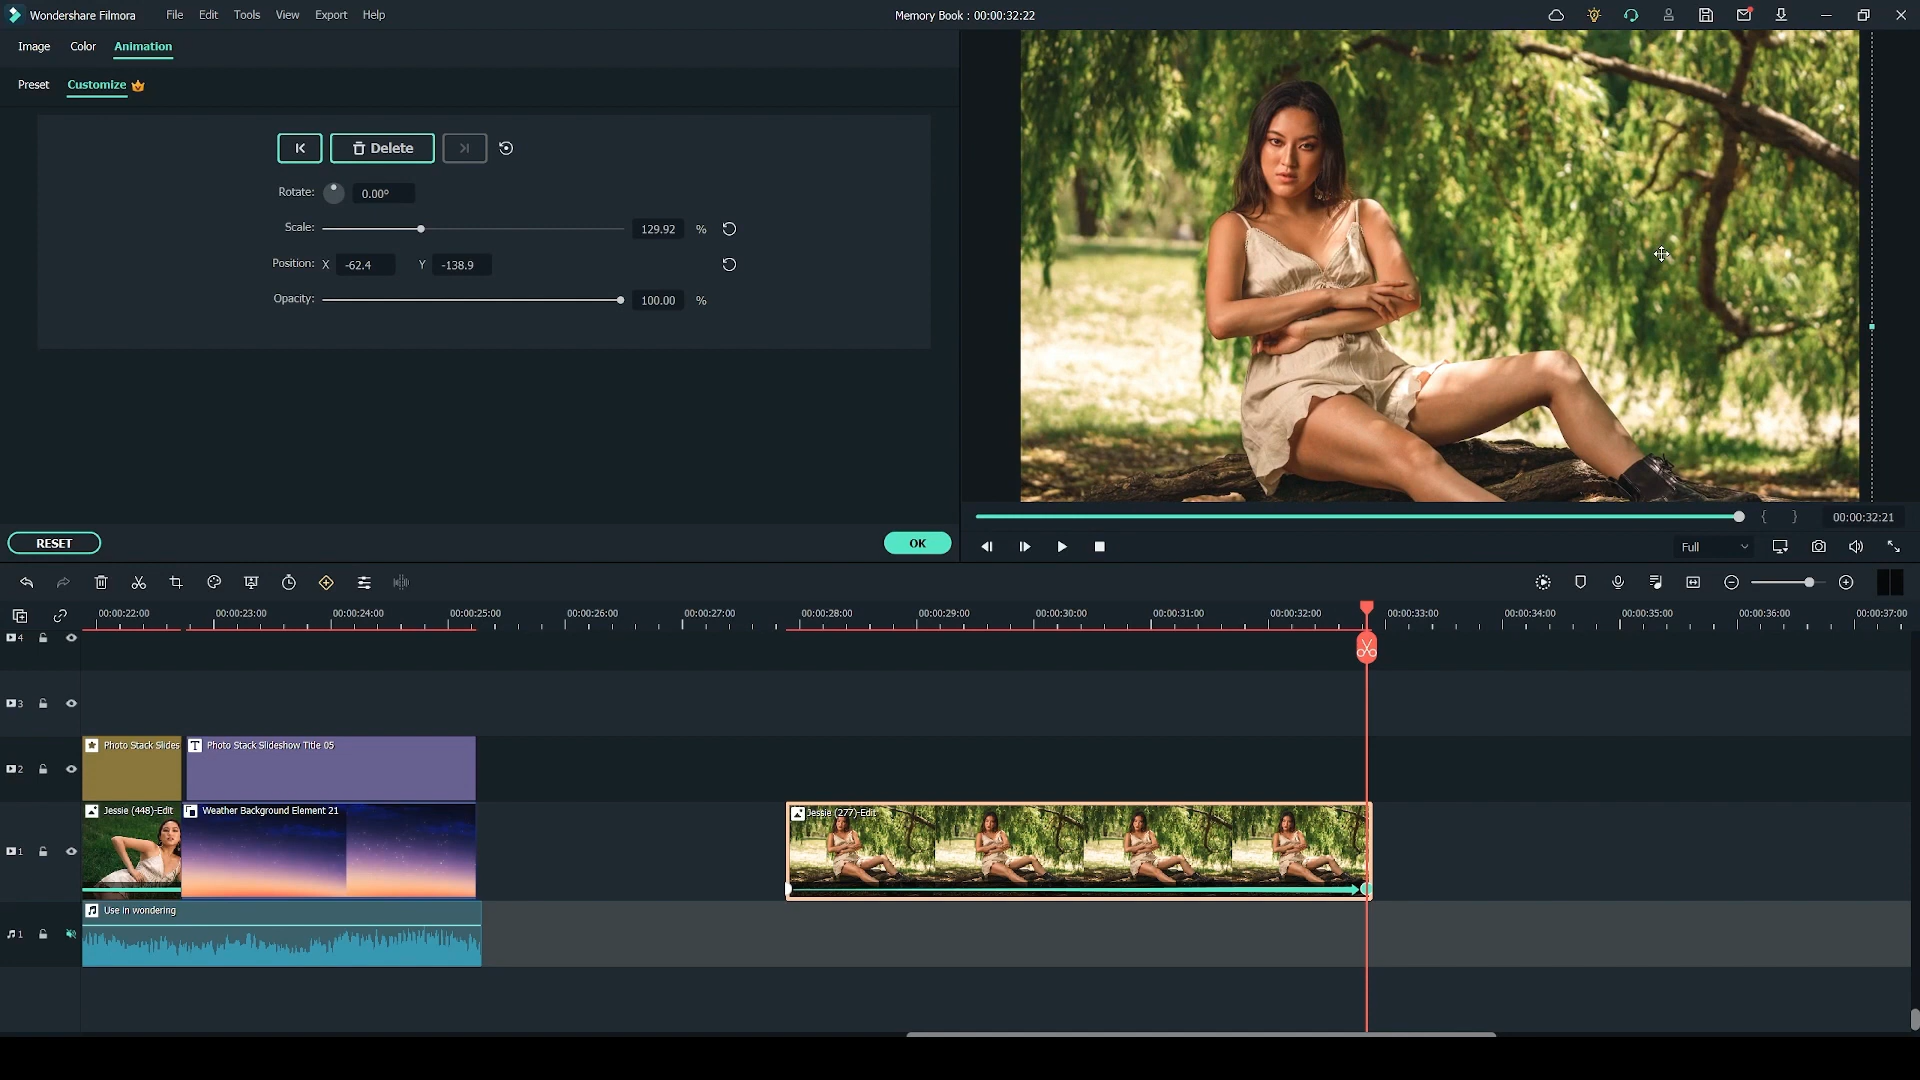 Wondershare Filmora File Edit Tools View Export Help Memory Book : 00:00:32:22
Image Color Animation
Preset Customize
Delete
Rotate: 0.00°
Scale: 129.92 %
Position: X -62.4 Y -138.9
Opacity: 100.00 %
{ } 00:00:32:21
RESET OK Full
00:00:22:00 00:00:23:00 00:00:24:00 00:00:25:00 00:00:26:00 00:00:27:00 00:00:28:00 00:00:29:00 00:00:30:00 00:00:31:00 00:00:32:00 00:00:33:00 00:00:34:00 00:00:35:00 00:00:36:00 00:00:37:00
4
3
Photo Stack Slides T Photo Stack Slideshow Title 05
2
Jessie (448)-Edit Weather Background Element 21 Jessie (277)-Edit
1
Use in wondering
1